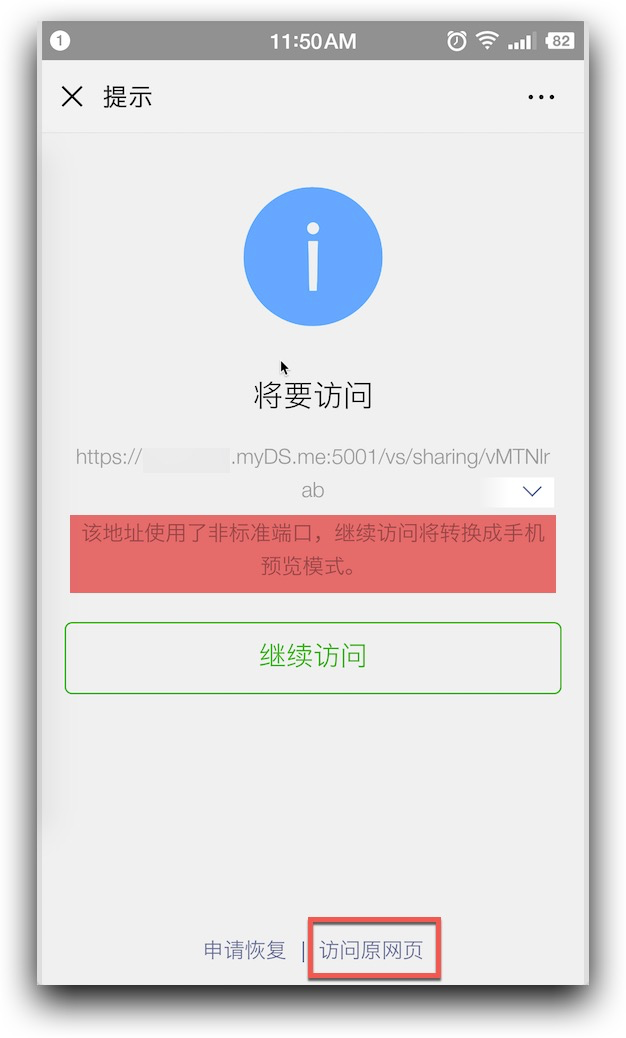 1
11:50AM
82
提示
将要访问
https://
.myDS.me:5001/vs/sharing/vMTNlr
ab
该地址使用了非标准端口，继续访问将转换成手机
预览模式。
继续访问
申请恢复 | 访问原网页